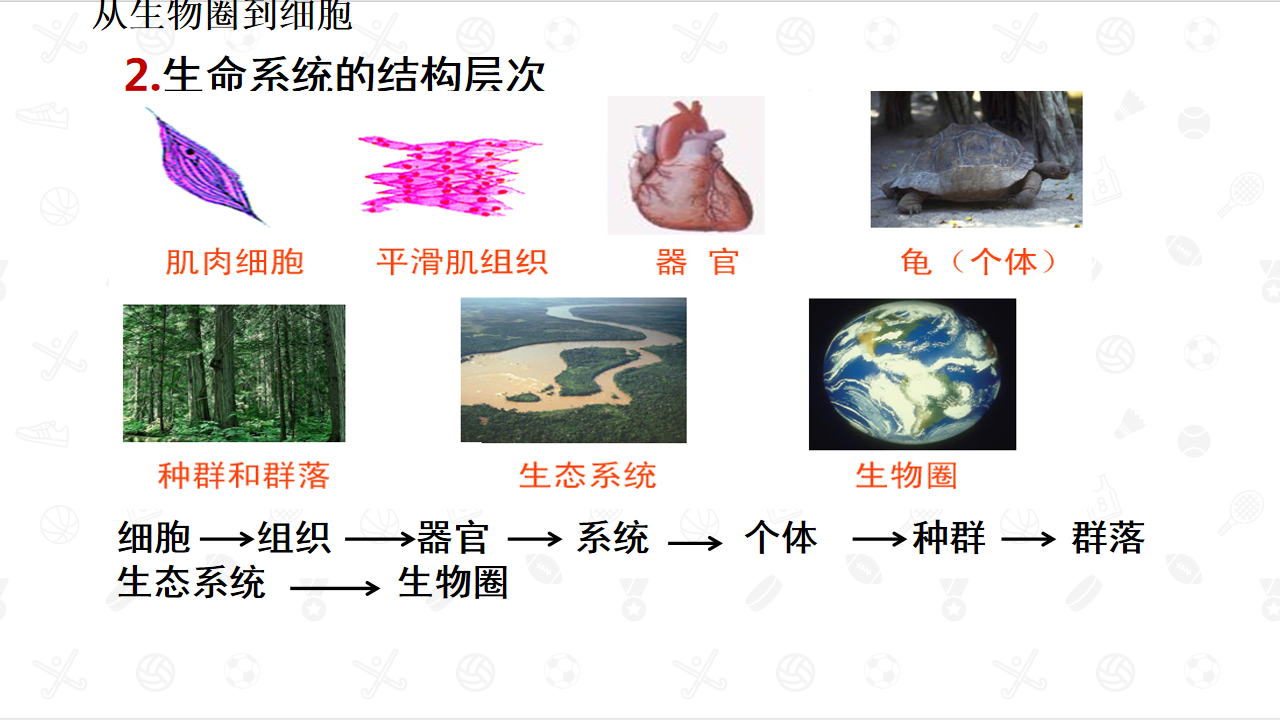 从生物圈到细胞
2.生命系统的结构层次
肌肉细胞 平滑肌组织 器 官 龟（个体）
种群和群落 生态系统 生物圈
细胞 → 组织 → 器官 → 系统 → 个体 → 种群 → 群落
生态系统 → 生物圈